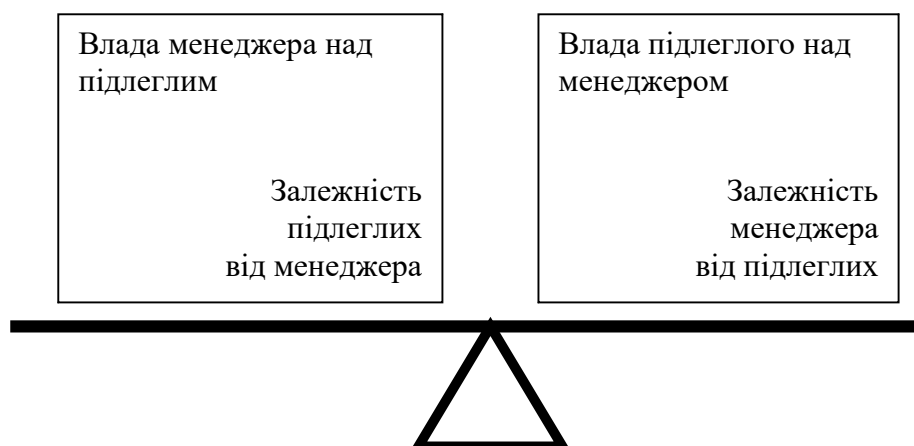 Влада менеджера над
підлеглим
Залежність
підлеглих
від менеджера
Влада підлеглого над
менеджером
Залежність
менеджера
від підлеглих